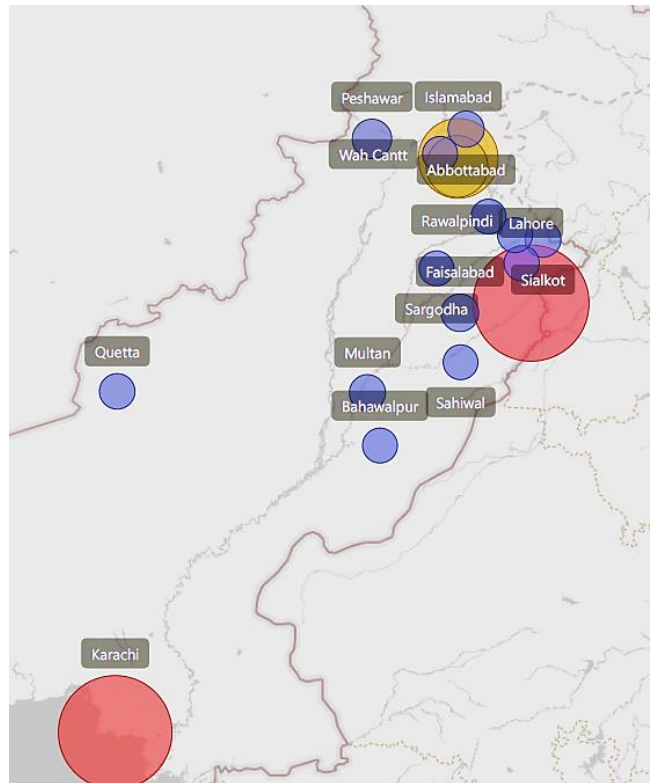 Peshawar
Islamabad
Wah Cantt
Abbottabad
Rawalpindi
Lahore
Faisalabad
Sialkot
Sargodha
Quetta
Multan
Bahawalpur
Sahiwal
Karachi